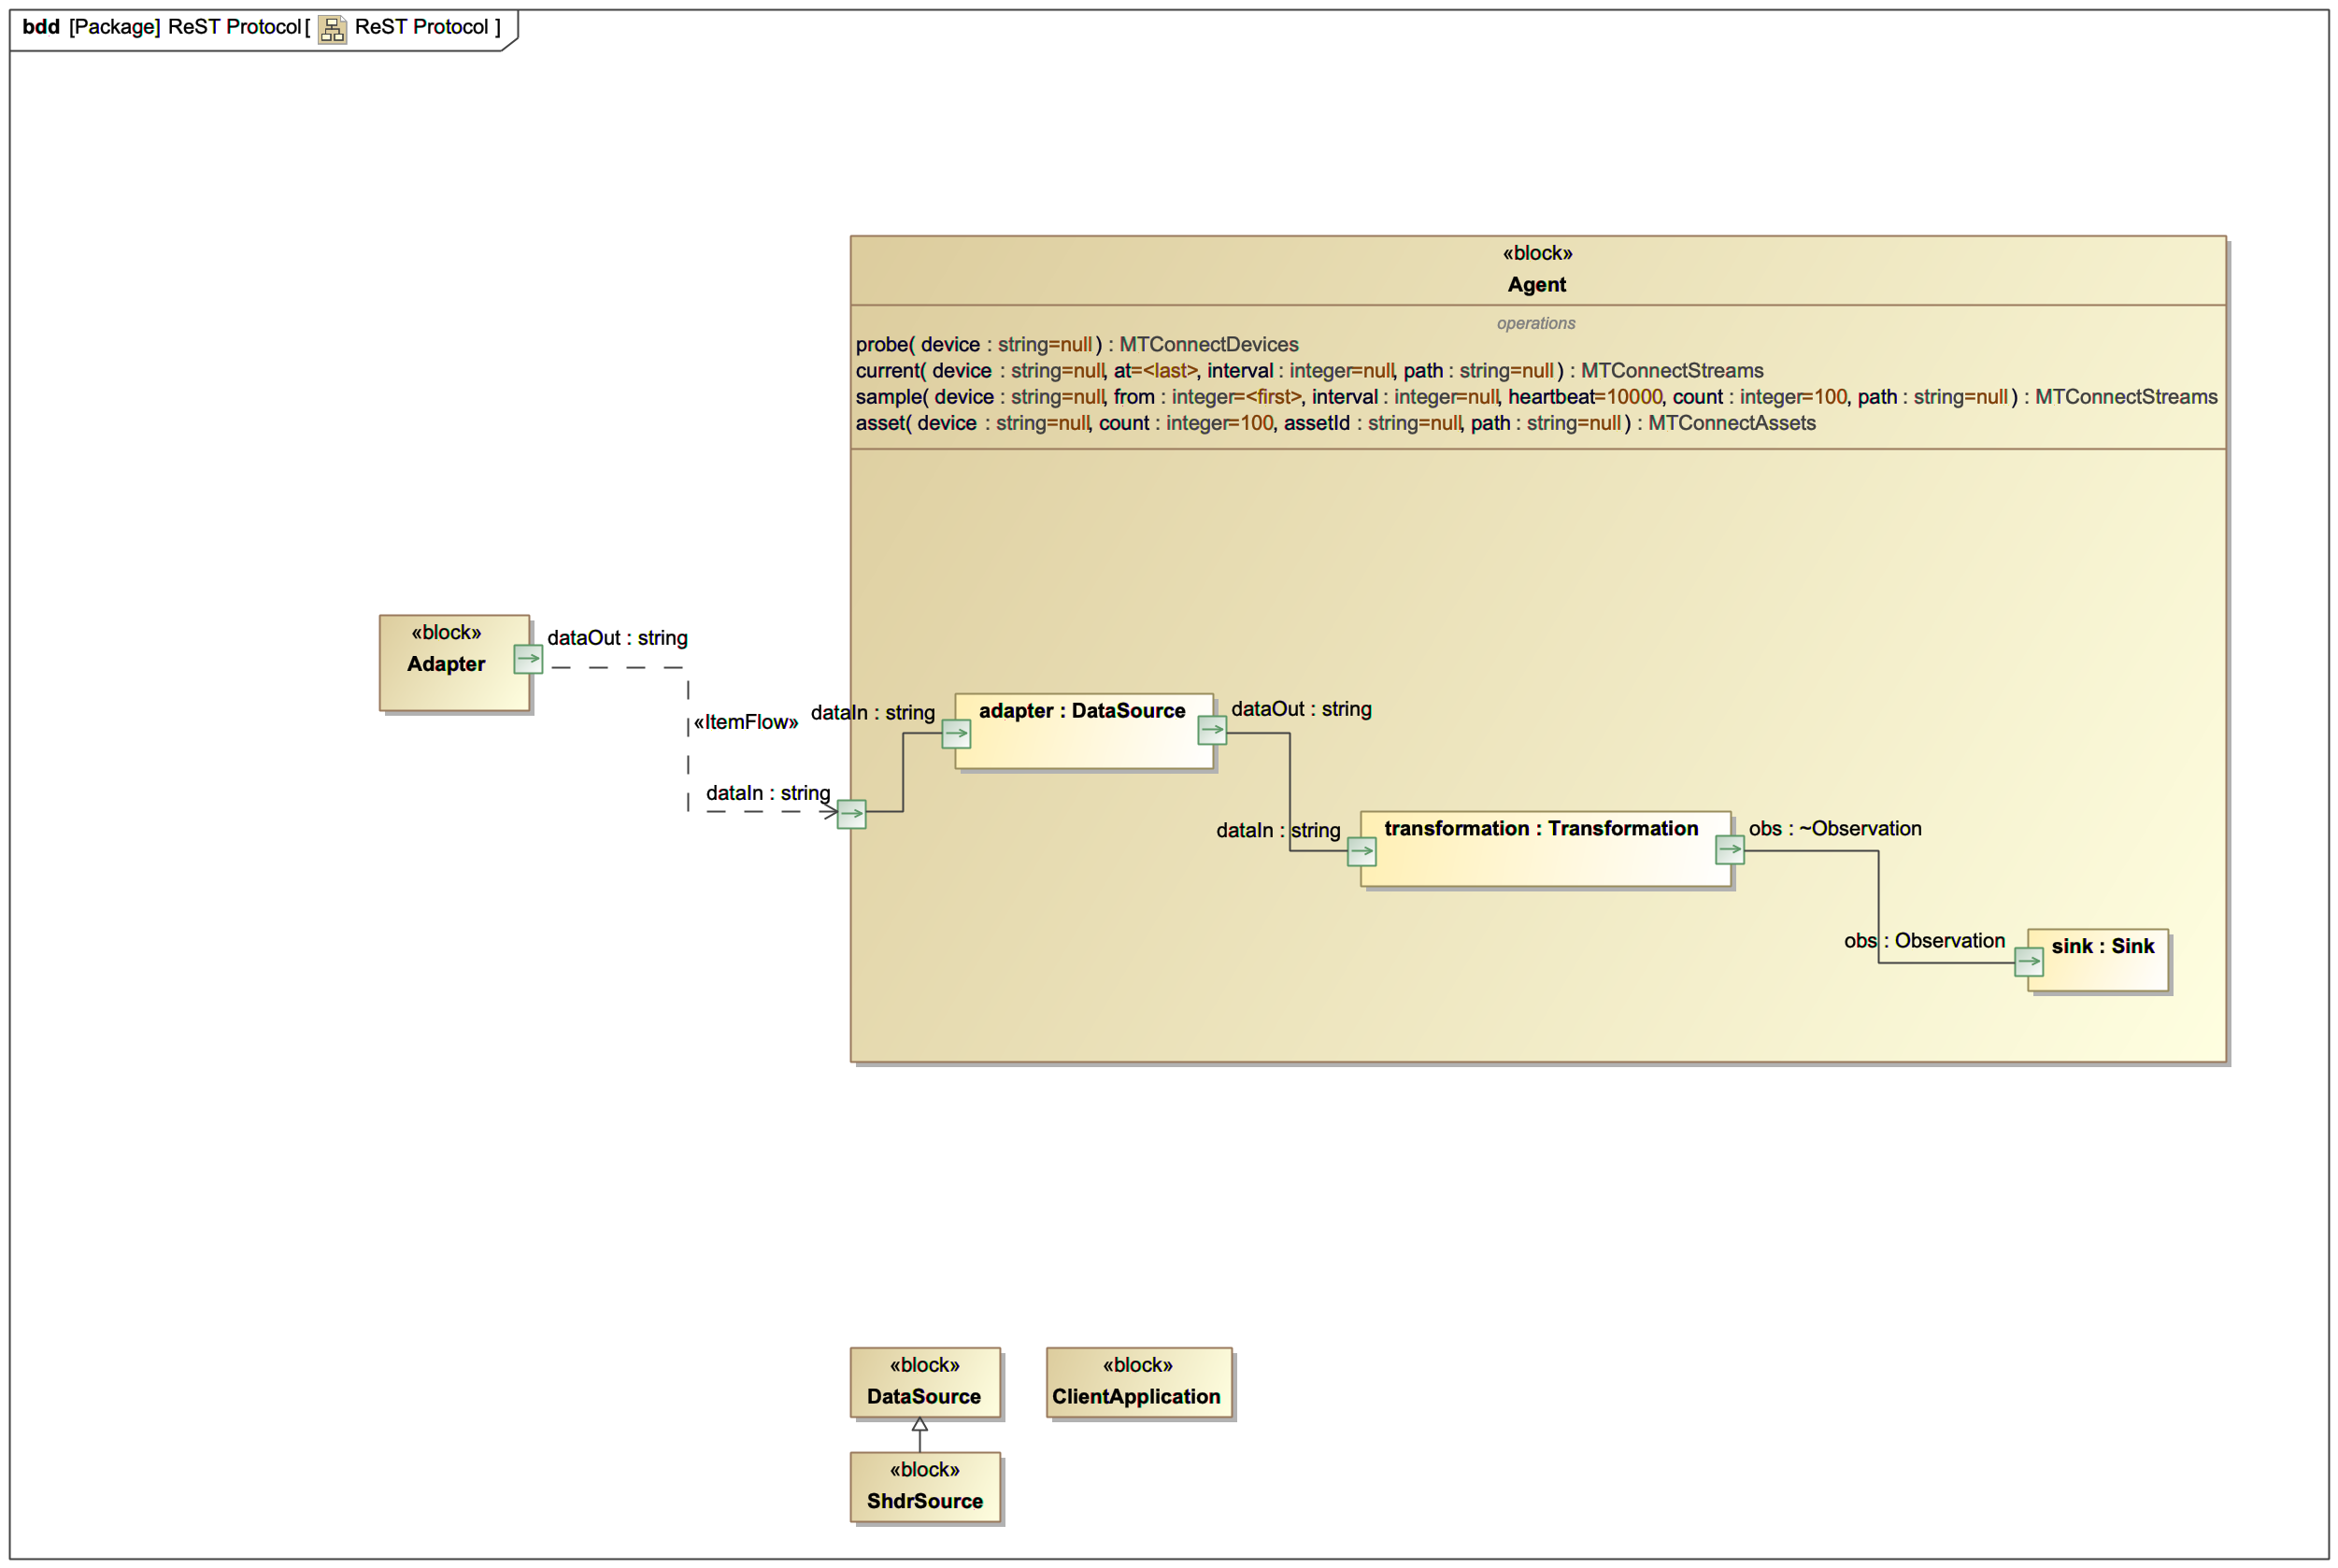 bdd [Package] ReST Protocol[ ReST Protocol ]
«block»
Agent
operations
probe( device : string=null ) : MTConnectDevices
current( device : string=null, at=<last>, interval : integer=null, path : string=null ) : MTConnectStreams
sample( device : string=null, from : integer=<first>, interval : integer=null, heartbeat=10000, count : integer=100, path : string=null ) : MTConnectStreams
asset( device : string=null, count : integer=100, assetId : string=null, path : string=null ) : MTConnectAssets
«block»
Adapter
dataOut : string
«ItemFlow»
dataIn : string
dataIn : string
adapter : DataSource
dataOut : string
dataIn : string
transformation : Transformation
obs : ~Observation
obs : Observation
sink : Sink
«block»
DataSource
«block»
ClientApplication
«block»
ShdrSource